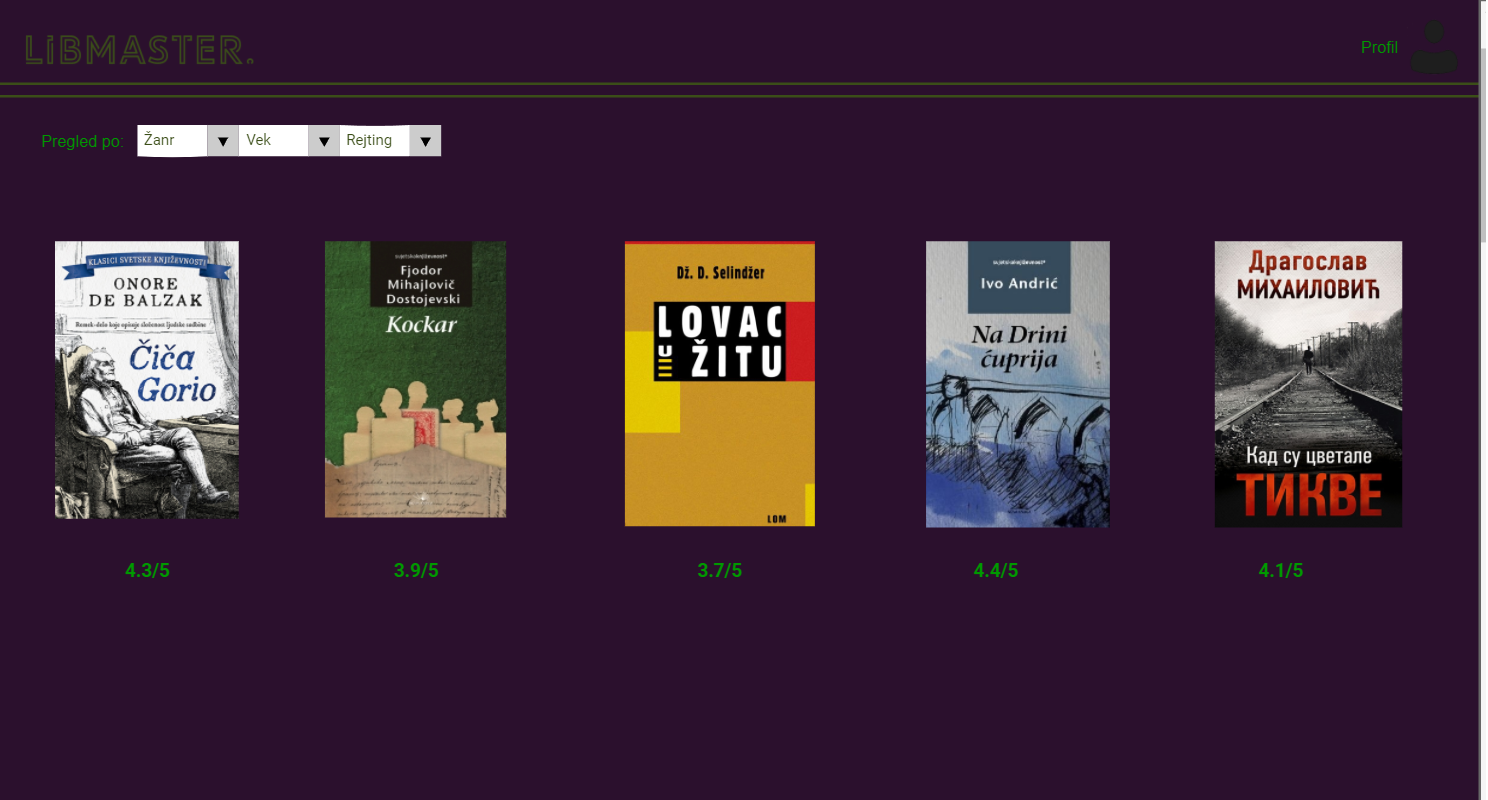 LiBMASTER.
Profil
Pregled po:
Žanr
Vek
Rejting
KLASICI SVETSKE KNJIŽEVNOSTI
ONORE
DE BALZAK
Remek-delo koje opisuje složenost ljudske sudbine
Čiča
Gorio
svjetskaknjiževnost+
Fjodor
Mihajlovič
Dostojevski
Kockar
Dž. D. Selindžer
LOVAC
U ŽITU
LOM
svjetskaknjiževnost+
Ivo Andrić
Na Drini
ćuprija
Драгослав
МИХАИЛОВИЋ
Кад су цветале
ТИКВЕ
4.3/5
3.9/5
3.7/5
4.4/5
4.1/5